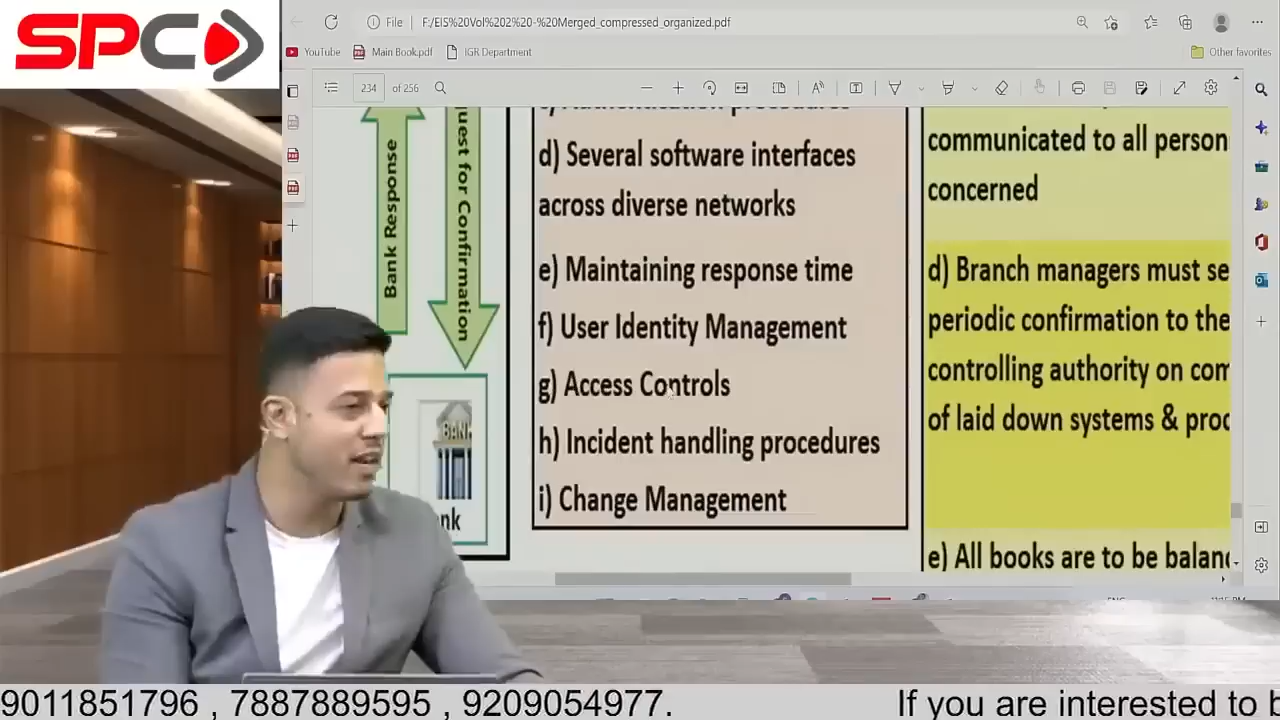 SPC
File
F:/EIS%20Vol%202%20-%20Merged_compressed_organized.pdf
YouTube
Main Book.pdf
IGR Department
Other favorites
234
of 256
Bank Response
uest for Confirmation
BANK
nk
d) Several software interfaces
across diverse networks
e) Maintaining response time
f) User Identity Management
g) Access Controls
h) Incident handling procedures
i) Change Management
communicated to all person
concerned
d) Branch managers must se
periodic confirmation to the
controlling authority on com
of laid down systems & proc
e) All books are to be balanc
9011851796 , 7887889595 , 9209054977.
If you are interested to b